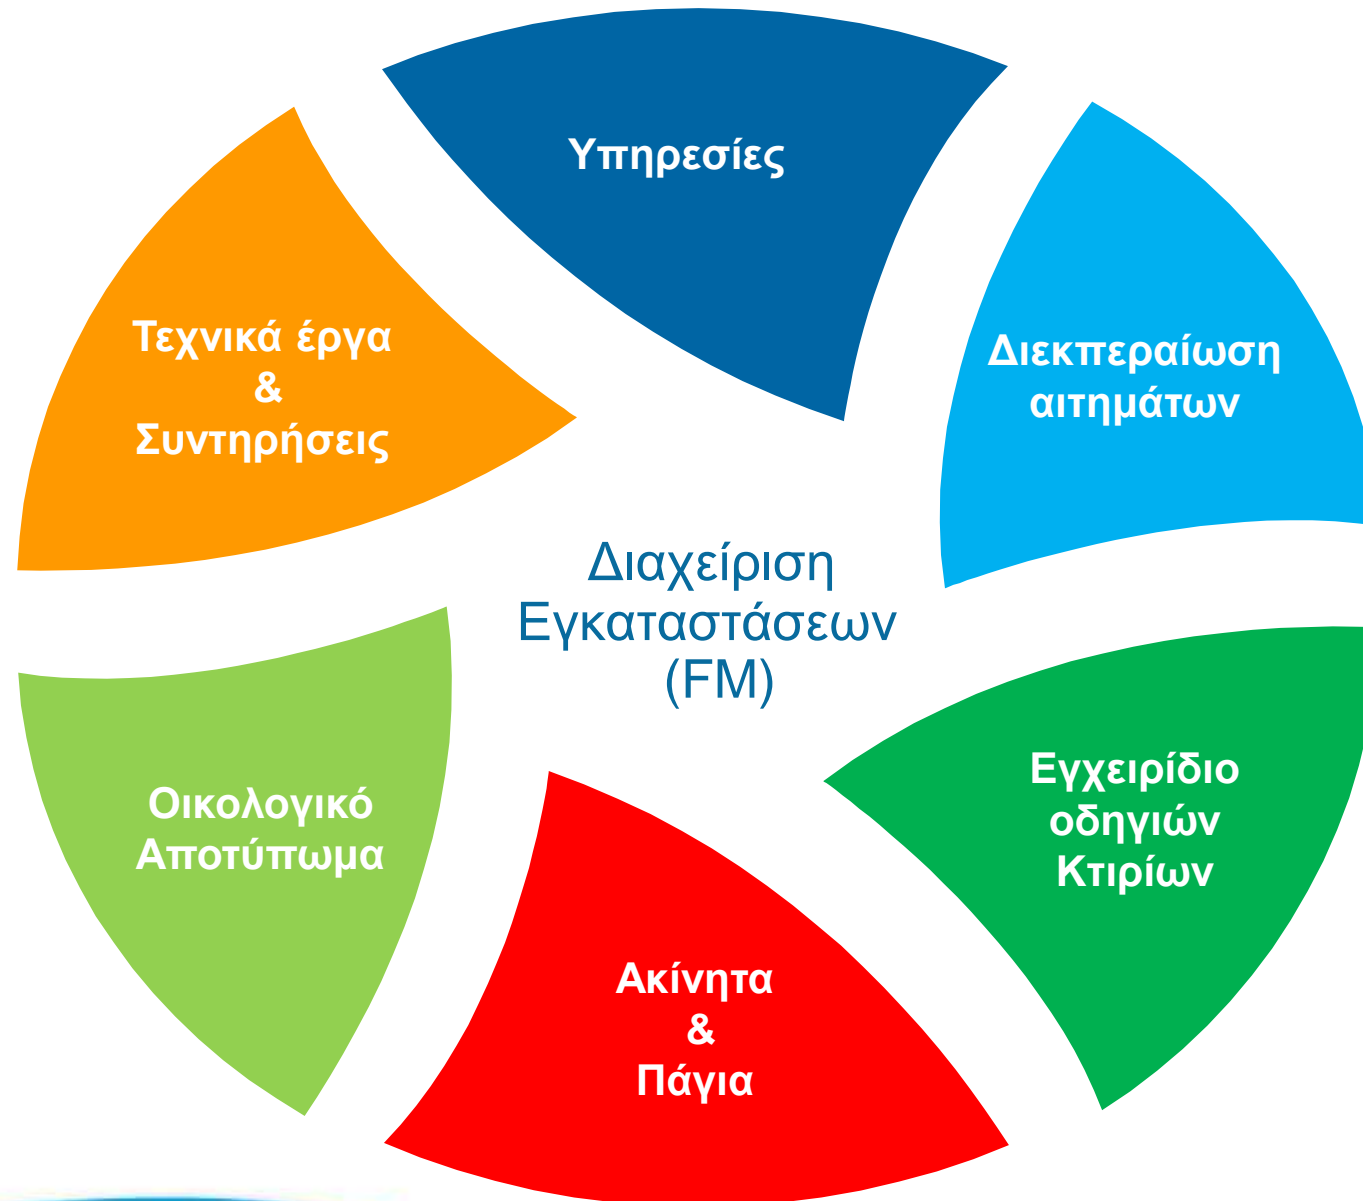 Υπηρεσίες
Διεκπεραίωση
αιτημάτων
Εγχειρίδιο
οδηγιών
Κτιρίων
Ακίνητα
&
Πάγια
Οικολογικό
Αποτύπωμα
Τεχνικά έργα
&
Συντηρήσεις
Διαχείριση
Εγκαταστάσεων
(FM)